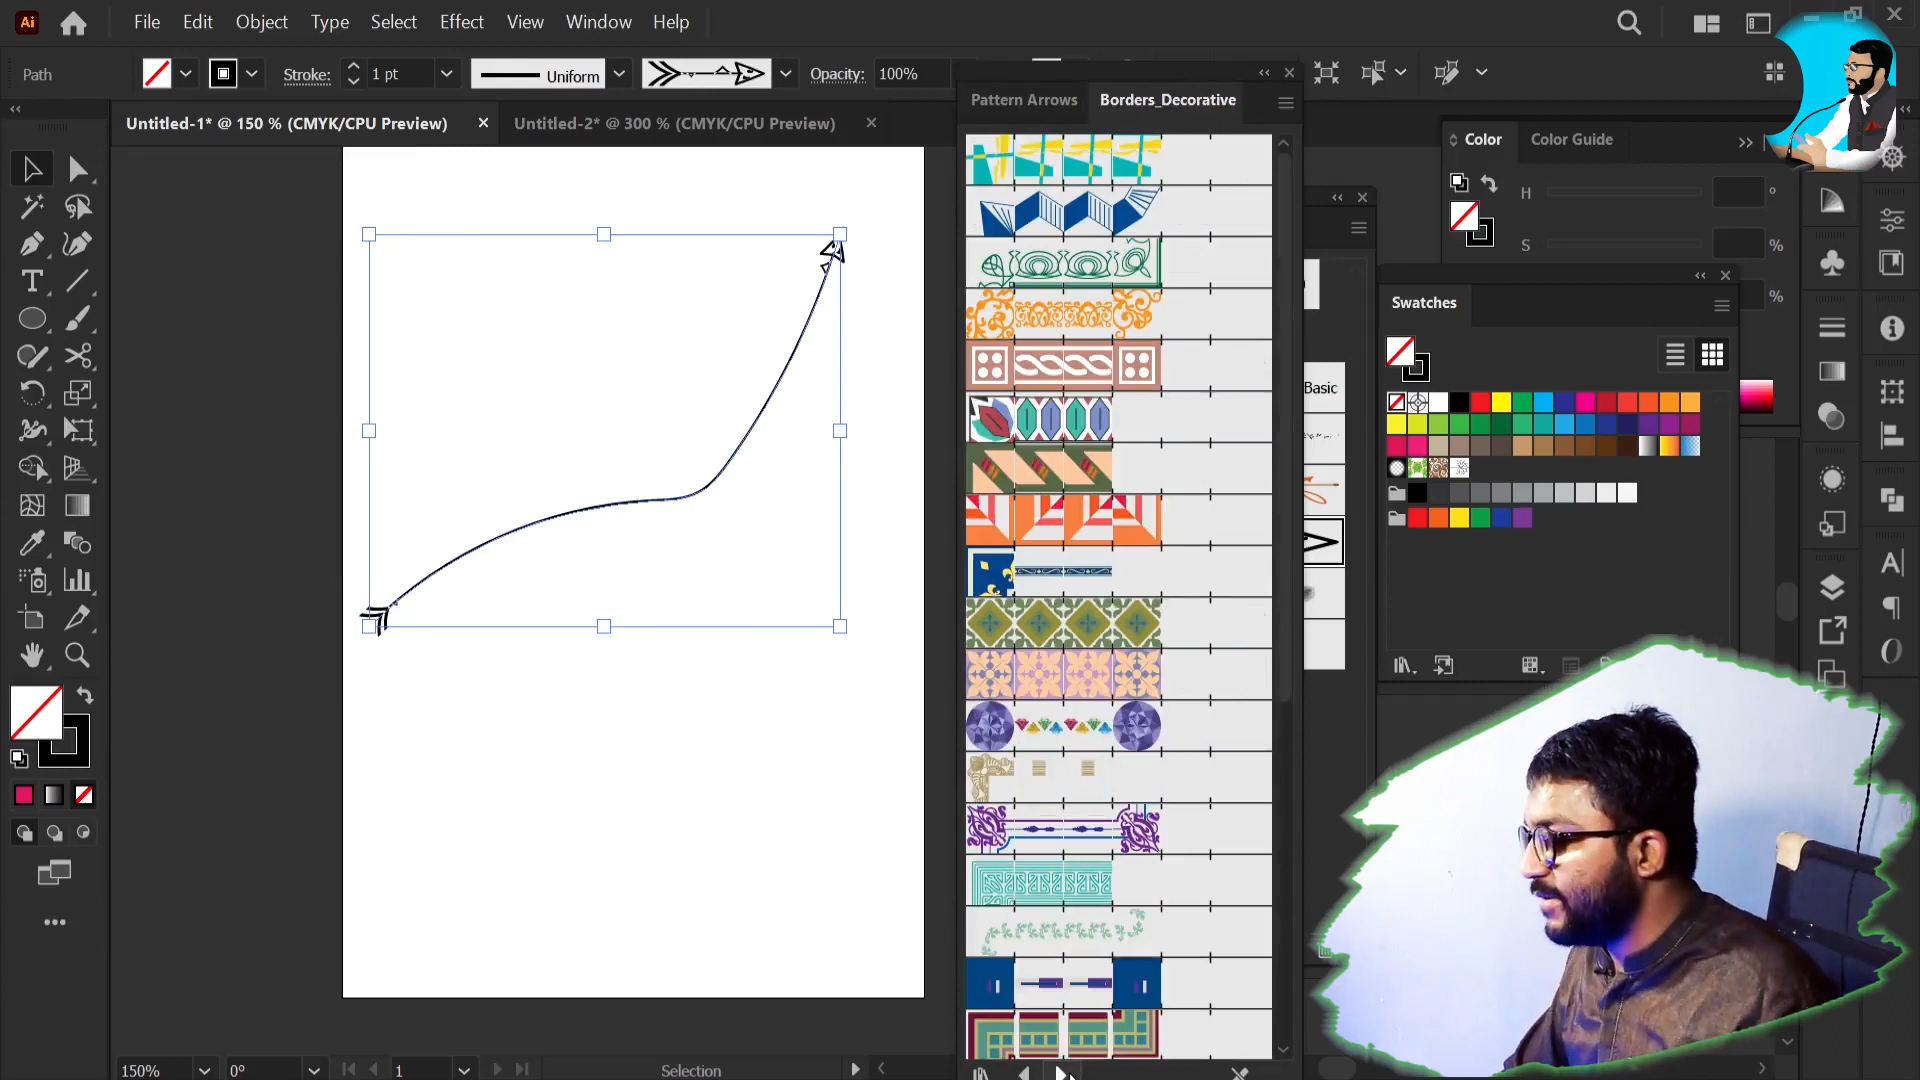 Ai File Edit Object Type Select Effect View Window Help
Path Stroke: 1 pt Uniform Opacity: 100%
Untitled-1* @ 150 % (CMYK/CPU Preview) Untitled-2* @ 300 % (CMYK/CPU Preview)
Pattern Arrows Borders_Decorative
Color Color Guide
H °
S %
%
Swatches
Basic
150% 0° 1 Selection